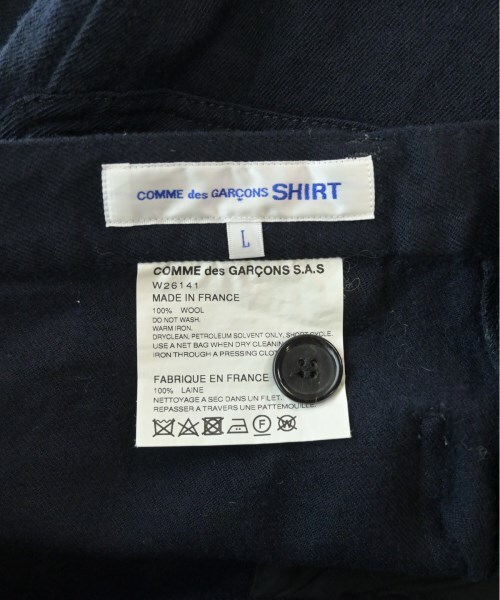 COMME des GARÇONS SHIRT
L
COMME des GARÇONS S.A.S
W26141
MADE IN FRANCE
100% WOOL
DO NOT WASH.
WARM IRON.
DRYCLEAN, PETROLEUM SOLVENT ONLY, SHORT CYCLE.
USE A NET BAG WHEN DRY CLEANING
IRON THROUGH A PRESSING CLOT
FABRIQUE EN FRANCE
100% LAINE
NETTOYAGE A SEC DANS UN FILET.
REPASSER A TRAVERS UNE PATTEMOUILLE
F W